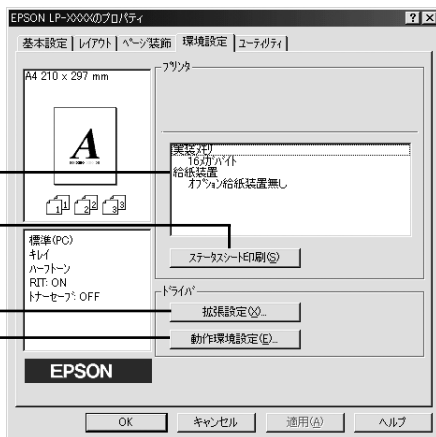 EPSON LP-XXXXのプロパティ
基本設定 レイアウト ページ装飾 環境設定 ユーティリティ
A4 210 x 297 mm
A
1 1 2 2 3 3
標準(PC)
キレイ
ハーフトーン
RIT: ON
トナーセーブ: OFF
EPSON
プリンタ
実装メモリ
16メガバイト
給紙装置
オプション給紙装置無し
ステータスシート印刷(S)
ドライバ
拡張設定(X)...
動作環境設定(E)...
OK キャンセル 適用(A) ヘルプ